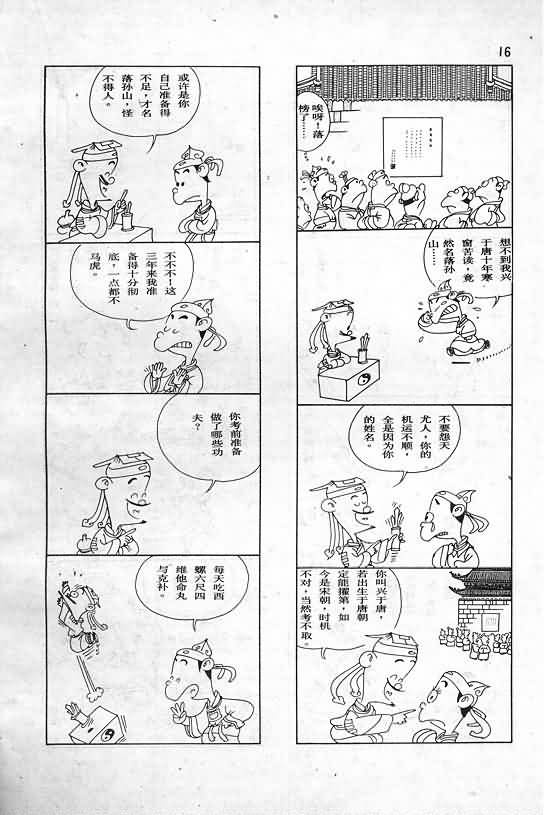 16
唉呀！落
榜了……
想不到我兴
于唐十年寒
窗苦读，竟
然名落孙
山……
不要怨天
尤人，你的
机运不顺，
全是因为你
的姓名。
你叫兴于唐，
若出生于唐朝
定能擢第，如
今是宋朝，时机
不对，当然考不取。
或许是你
自己准备得
不足，才名
落孙山，怪
不得人。
不不不！这
三年来我准
备得十分彻
底，一点都不
马虎。
你考前准备
做了哪些功
夫？
每天吃西
螺六尺四
维他命丸
与克补。